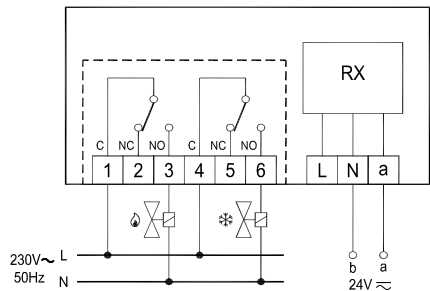 RX
C NC NO C NC NO
1 2 3 4 5 6 L N a
230V~ L
50Hz N
b a
24V ⎓